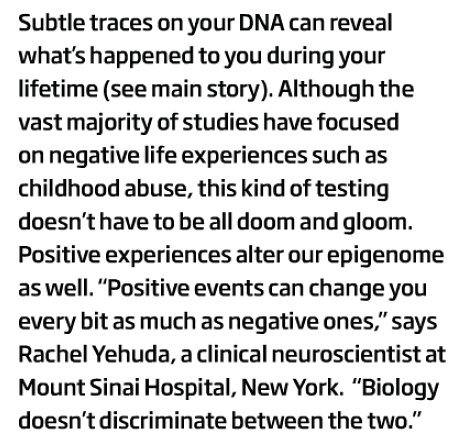 Subtle traces on your DNA can reveal
what’s happened to you during your
lifetime (see main story). Although the
vast majority of studies have focused
on negative life experiences such as
childhood abuse, this kind of testing
doesn’t have to be all doom and gloom.
Positive experiences alter our epigenome
as well. “Positive events can change you
every bit as much as negative ones,” says
Rachel Yehuda, a clinical neuroscientist at
Mount Sinai Hospital, New York. “Biology
doesn’t discriminate between the two.”